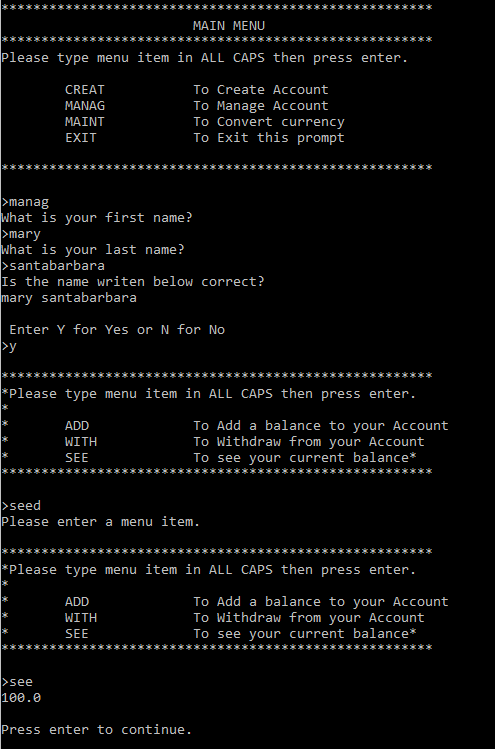 ******************************************************
MAIN MENU
******************************************************
Please type menu item in ALL CAPS then press enter.
CREAT To Create Account
MANAG To Manage Account
MAINT To Convert currency
EXIT To Exit this prompt
******************************************************
>manag
What is your first name?
>mary
What is your last name?
>santabarbara
Is the name writen below correct?
mary santabarbara
Enter Y for Yes or N for No
>y
******************************************************
*Please type menu item in ALL CAPS then press enter.
*
* ADD To Add a balance to your Account
* WITH To Withdraw from your Account
* SEE To see your current balance*
******************************************************
>seed
Please enter a menu item.
******************************************************
*Please type menu item in ALL CAPS then press enter.
*
* ADD To Add a balance to your Account
* WITH To Withdraw from your Account
* SEE To see your current balance*
******************************************************
>see
100.0
Press enter to continue.